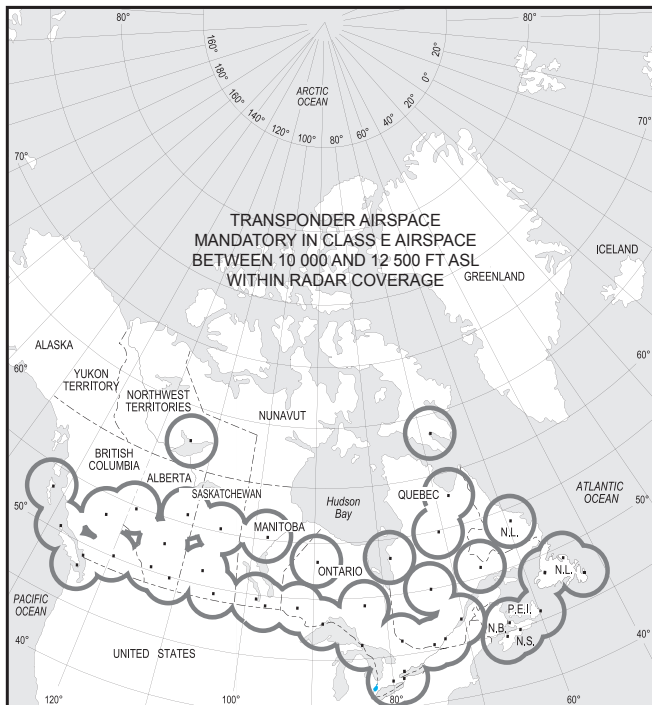 80°
80°
160°
180°
180°
160°
140°
120°
100°
80°
60°
40°
20°
0°
20°
ARCTIC
OCEAN
70°
70°
TRANSPONDER AIRSPACE
MANDATORY IN CLASS E AIRSPACE
BETWEEN 10 000 AND 12 500 FT ASL
WITHIN RADAR COVERAGE
ICELAND
GREENLAND
ALASKA
60°
60°
YUKON
TERRITORY
NORTHWEST
TERRITORIES
NUNAVUT
BRITISH
COLUMBIA
ALBERTA
SASKATCHEWAN
MANITOBA
Hudson
Bay
QUEBEC
ATLANTIC
OCEAN
50°
50°
N.L.
ONTARIO
N.L.
PACIFIC
OCEAN
P.E.I.
N.B.
N.S.
40°
40°
UNITED STATES
120°
100°
80°
60°